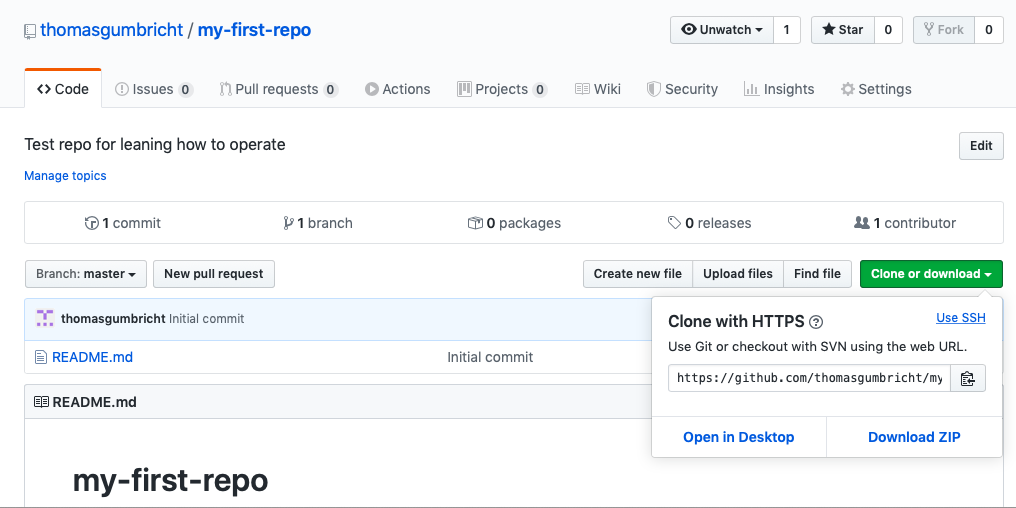 thomasgumbricht / my-first-repo
Unwatch 1 Star 0 Fork 0
Code Issues 0 Pull requests 0 Actions Projects 0 Wiki Security Insights Settings
Test repo for leaning how to operate Edit
Manage topics
1 commit 1 branch 0 packages 0 releases 1 contributor
Branch: master New pull request Create new file Upload files Find file Clone or download
thomasgumbricht Initial commit
README.md Initial commit
Clone with HTTPS ? Use SSH
Use Git or checkout with SVN using the web URL.
https://github.com/thomasgumbricht/my
Open in Desktop Download ZIP
README.md
my-first-repo